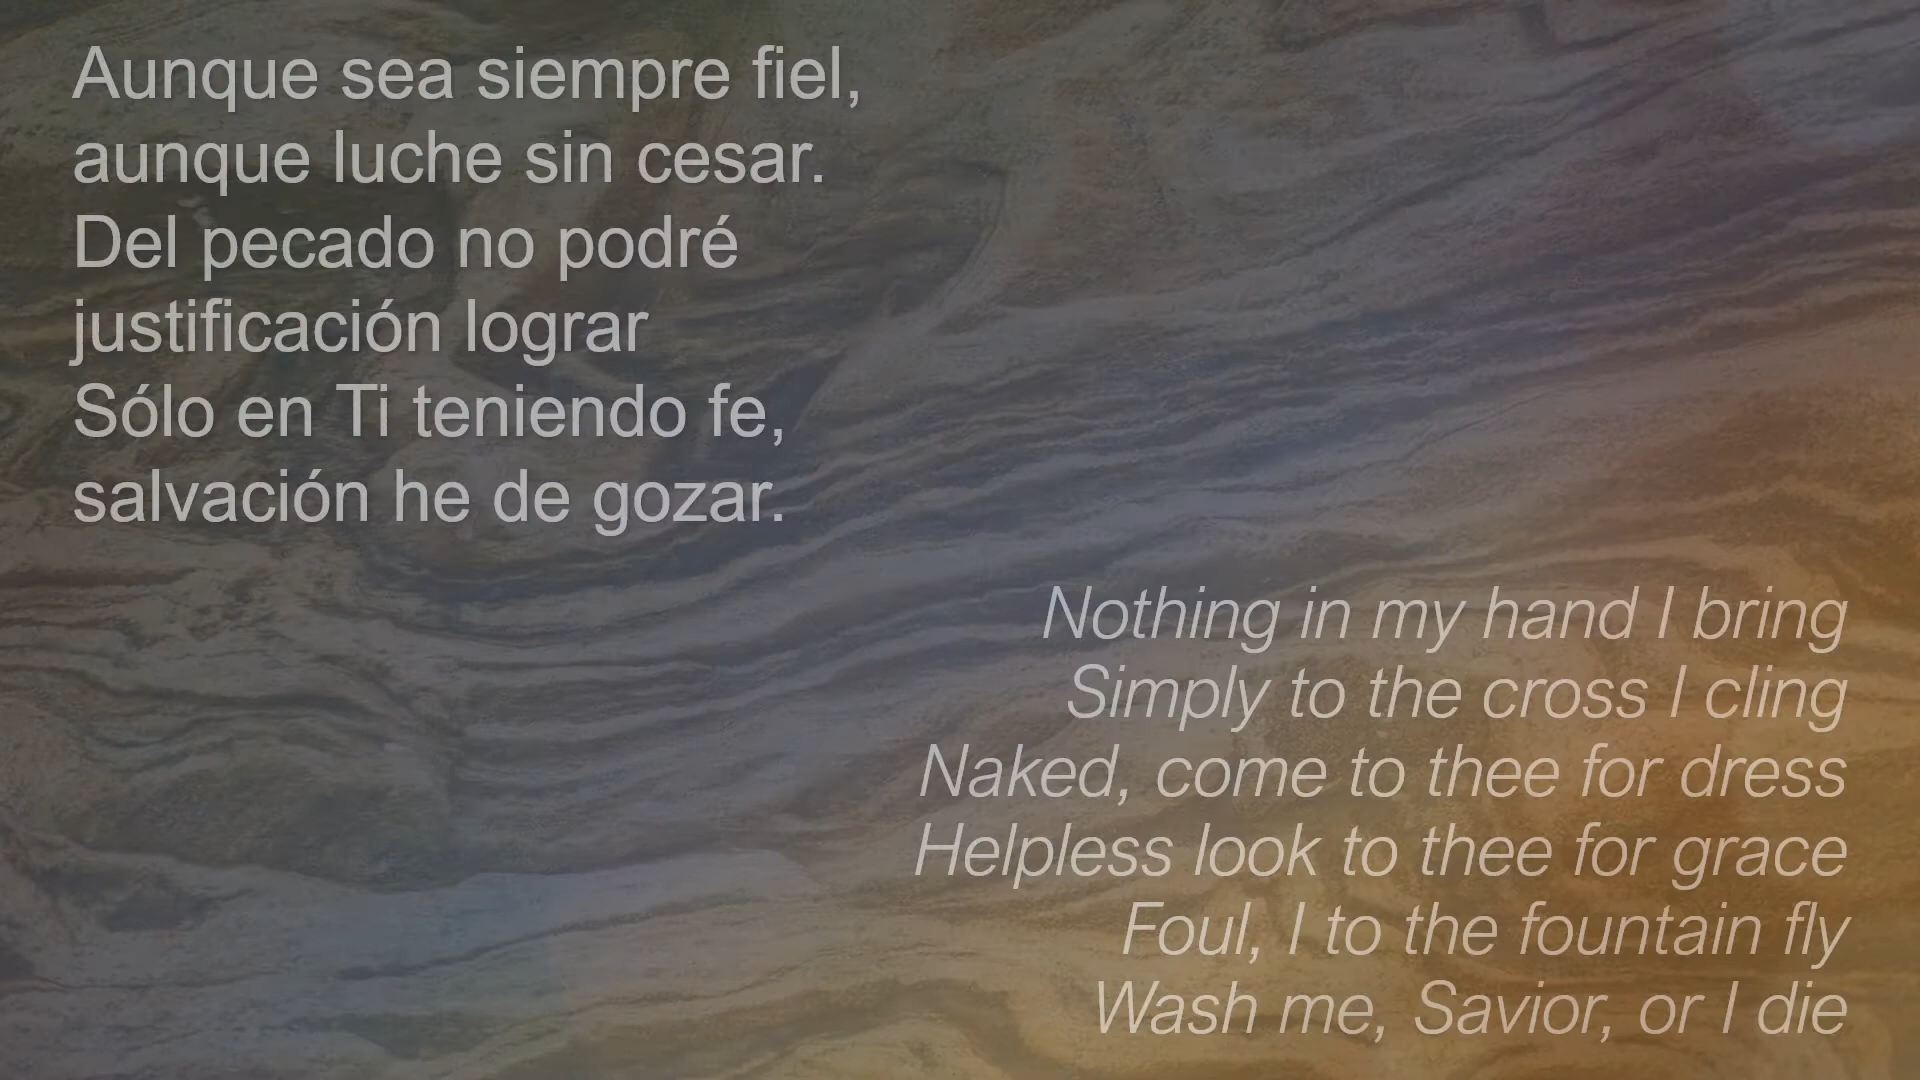 Aunque sea siempre fiel,
aunque luche sin cesar.
Del pecado no podré
justificación lograr
Sólo en Ti teniendo fe,
salvación he de gozar.
Nothing in my hand I bring
Simply to the cross I cling
Naked, come to thee for dress
Helpless look to thee for grace
Foul, I to the fountain fly
Wash me, Savior, or I die